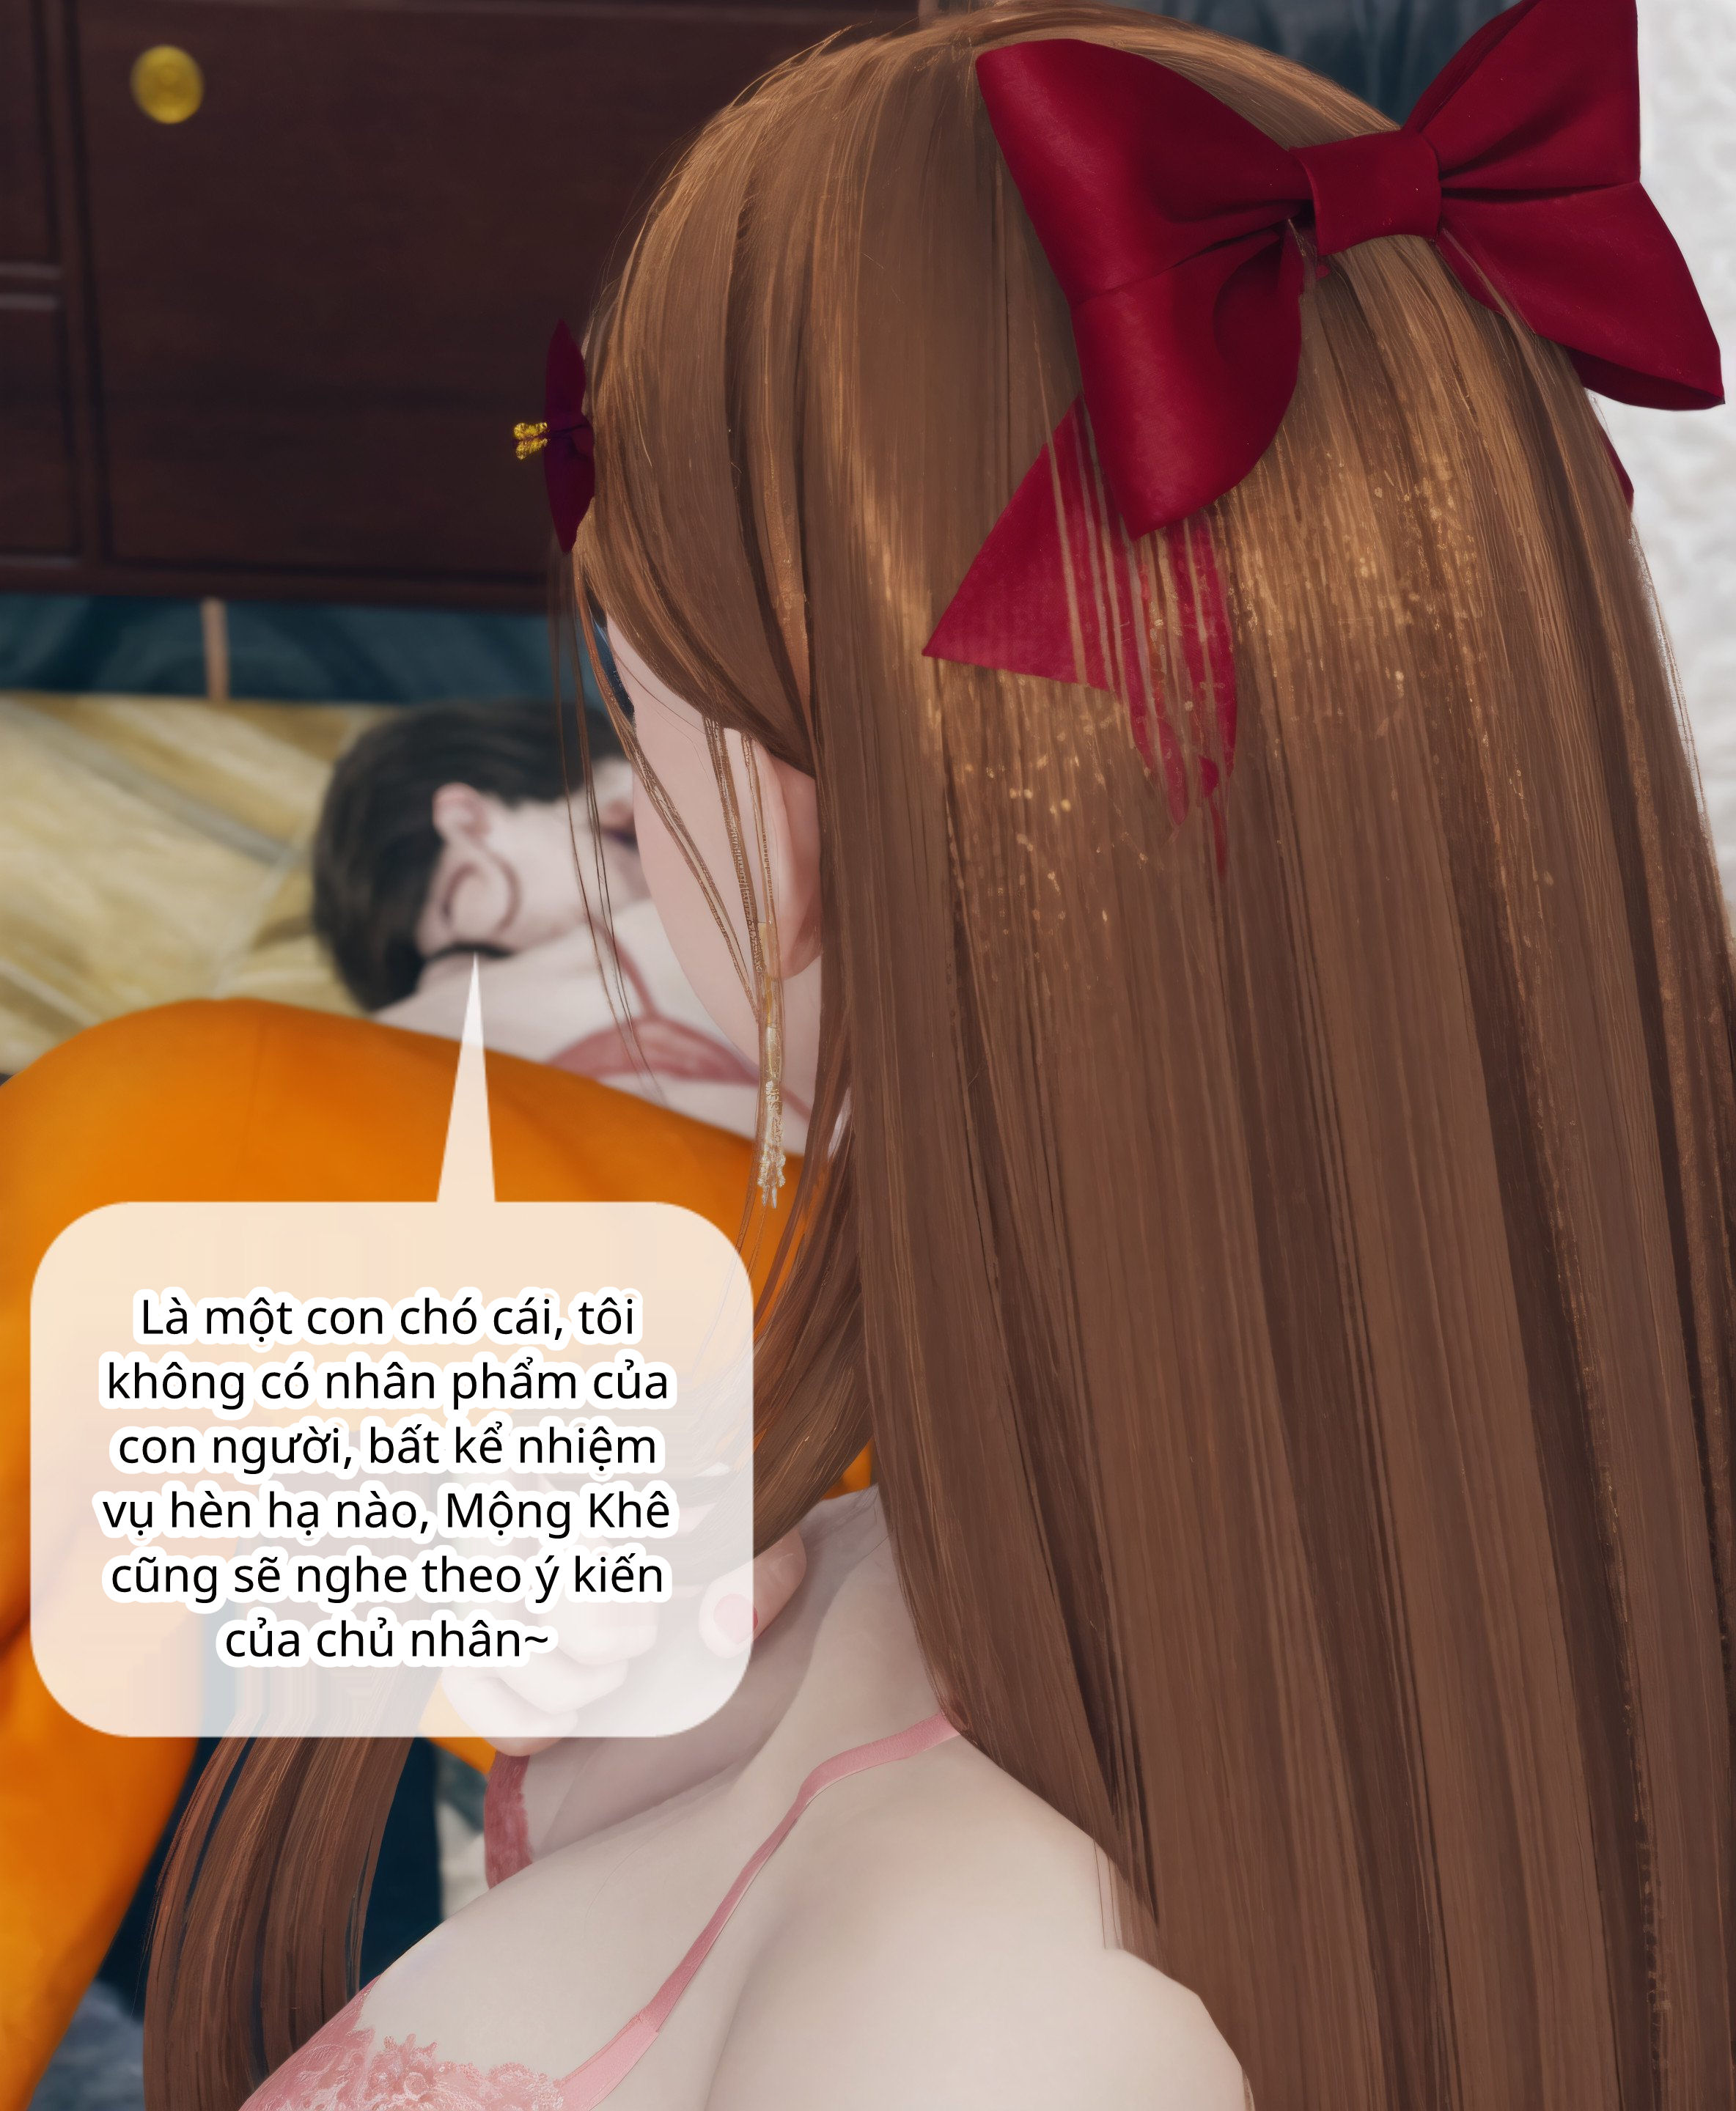 Là một con chó cái, tôi
không có nhân phẩm của
con người, bất kể nhiệm
vụ hèn hạ nào, Mộng Khê
cũng sẽ nghe theo ý kiến
của chủ nhân~